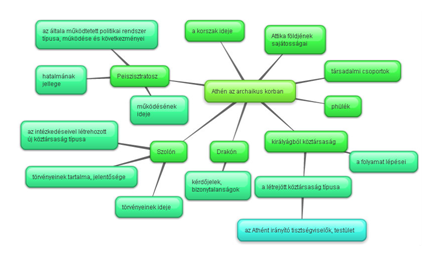 az általa működtetett politikai rendszer
típusa, működése és következményei
a korszak ideje
Attika földjének
sajátosságai
hatalmának
jellege
Peisztratosz
társadalmi csoportok
Athén az archaikus korban
működésének
ideje
phülék
az intézkedéseivel létrehozott
új köztársaság típusa
Szolón
Drakón
királyságból köztársaság
a folyamat lépései
törvényeinek tartalma, jelentősége
kérdőjelek,
bizonytalanságok
a létrejött köztársaság típusa
törvényeinek ideje
az Athént irányító tisztségviselők, testület